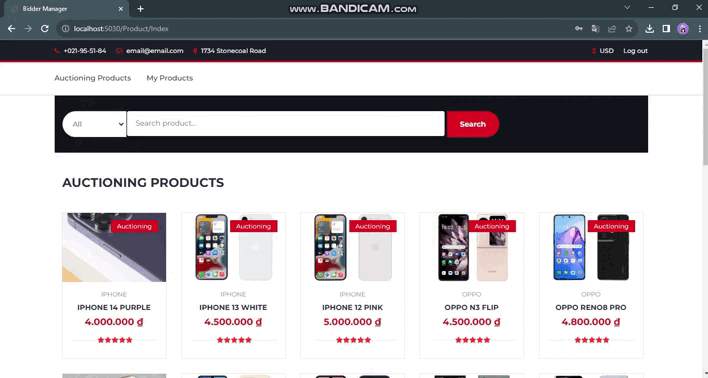 Bidder Manager
www.BANDICAM.com
localhost:5030/Product/Index
+021-95-51-84 email@email.com 1734 Stonecoal Road $ USD Log out
Auctioning Products My Products
All Search product... Search
AUCTIONING PRODUCTS
Auctioning Auctioning Auctioning Auctioning Auctioning
IPHONE IPHONE IPHONE OPPO OPPO
IPHONE 14 PURPLE IPHONE 13 WHITE IPHONE 12 PINK OPPO N3 FLIP OPPO RENO8 PRO
4.000.000 ₫ 4.500.000 ₫ 5.000.000 ₫ 4.500.000 ₫ 4.800.000 ₫